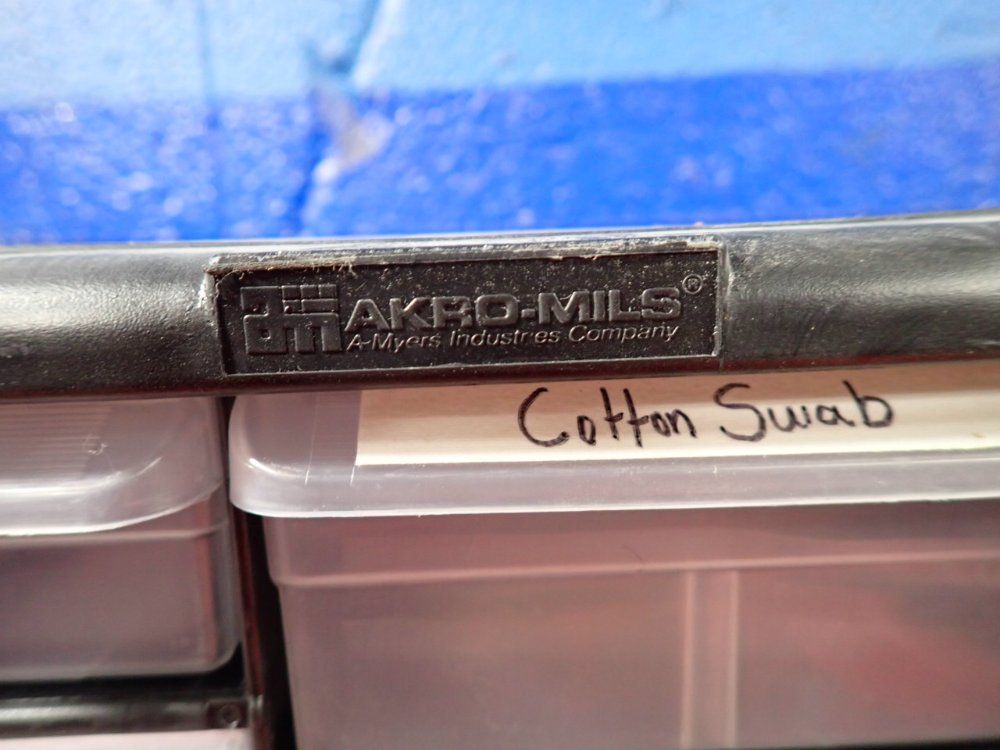 AKRO-MILS®
A-Myers Industries Company
Cotton Swab